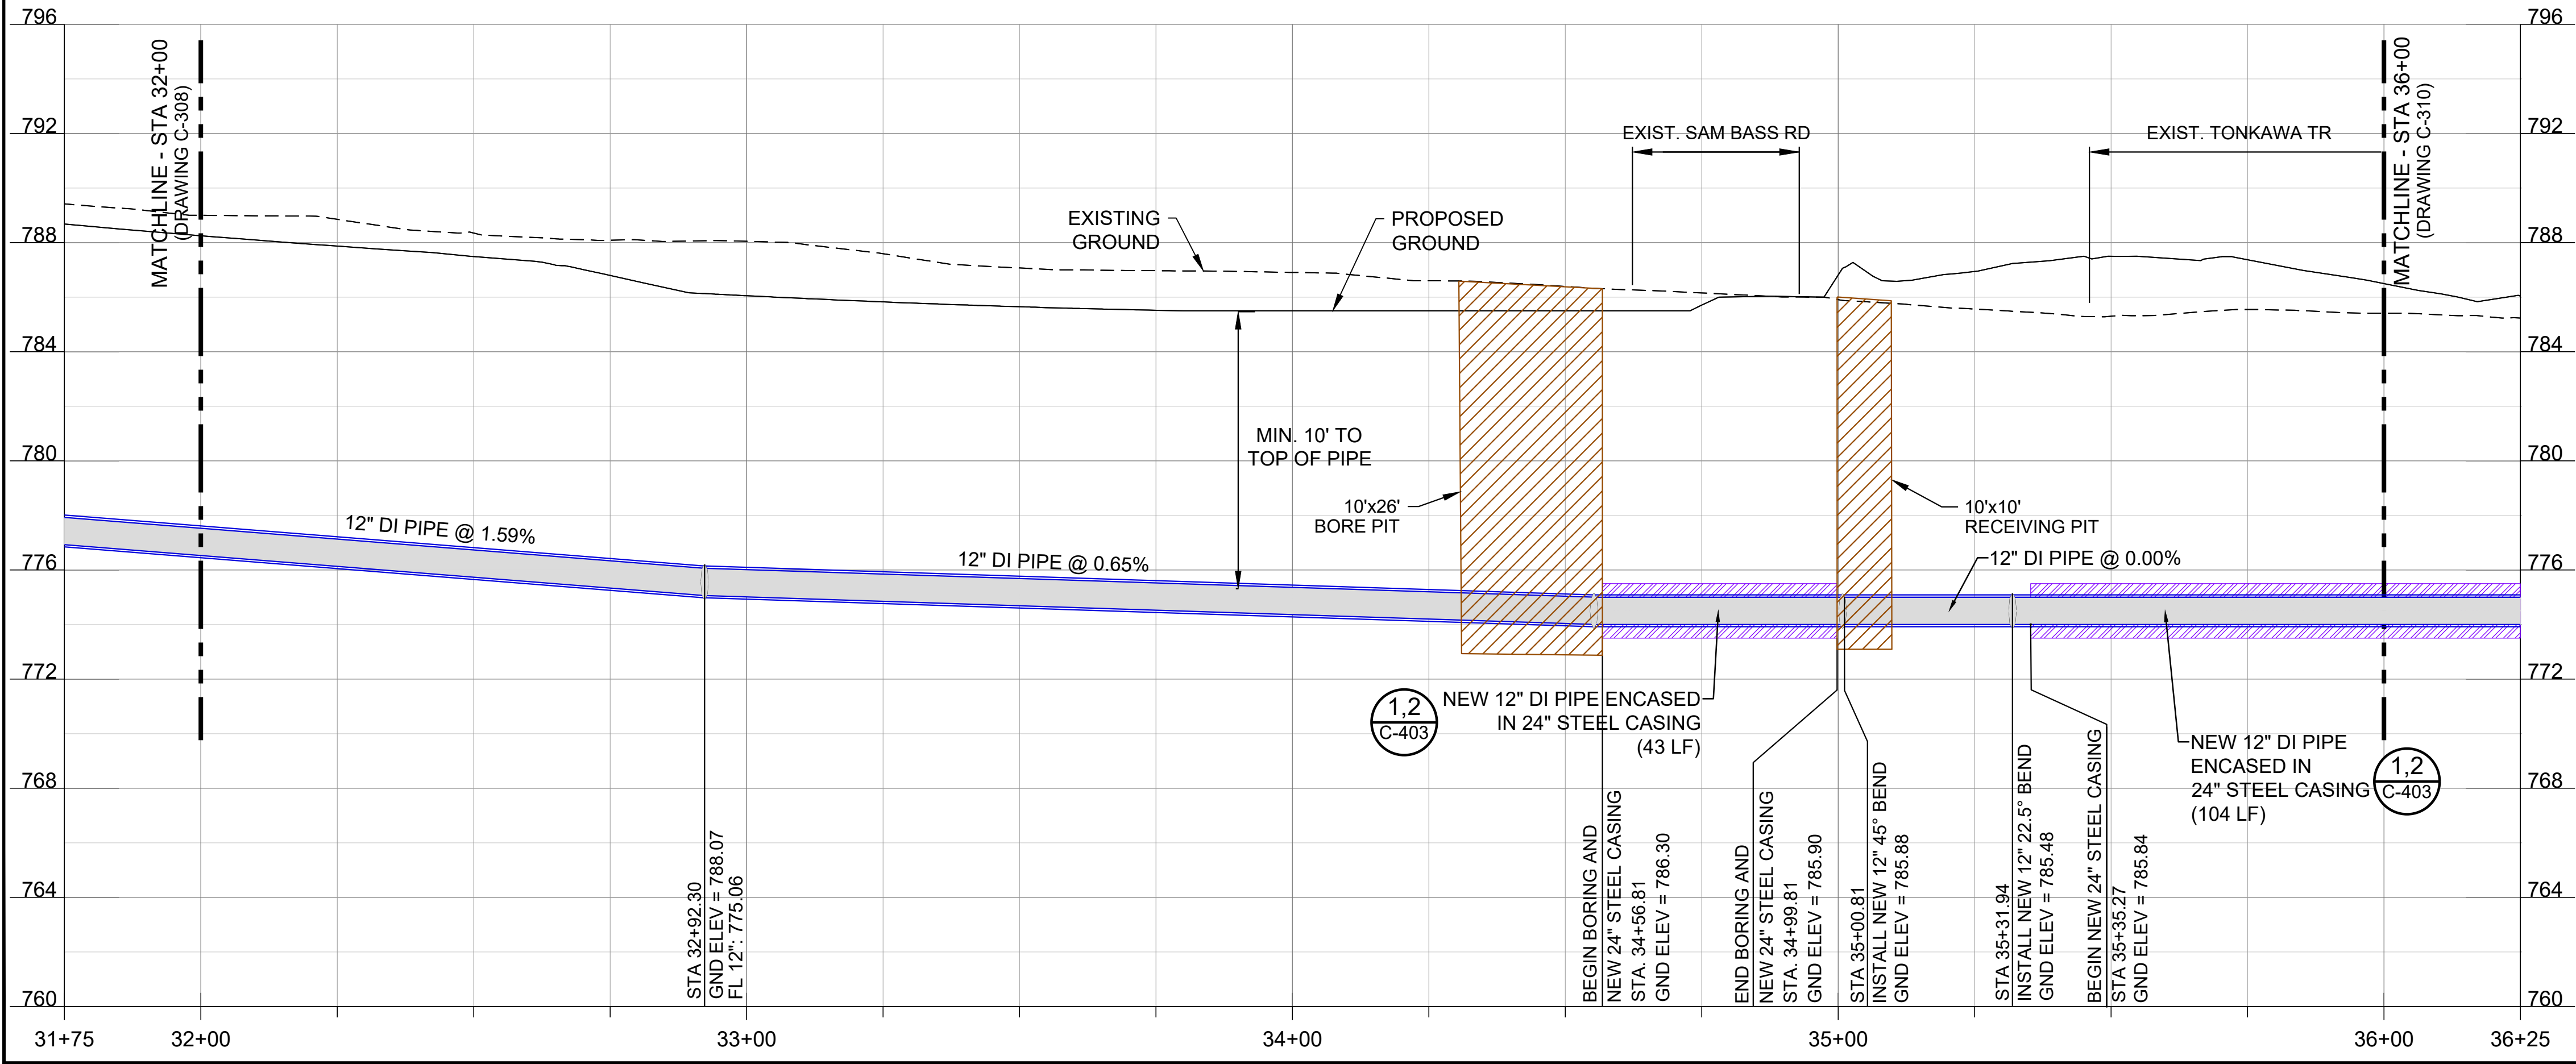 796
792
788
784
780
776
772
768
764
760
MATCHLINE - STA 32+00
(DRAWING C-308)
12" DI PIPE @ 1.59%
STA 32+92.30
GND ELEV = 788.07
FL 12": 775.06
12" DI PIPE @ 0.65%
EXISTING
GROUND
PROPOSED
GROUND
MIN. 10' TO
TOP OF PIPE
10'x26'
BORE PIT
EXIST. SAM BASS RD
EXIST. TONKAWA TR
10'x10'
RECEIVING PIT
12" DI PIPE @ 0.00%
1,2
C-403
NEW 12" DI PIPE ENCASED
IN 24" STEEL CASING
(43 LF)
BEGIN BORING AND
NEW 24" STEEL CASING
STA. 34+56.81
GND ELEV = 786.30
END BORING AND
NEW 24" STEEL CASING
STA. 34+99.81
GND ELEV = 785.90
STA 35+00.81
INSTALL NEW 12" 45° BEND
GND ELEV = 785.88
STA 35+31.94
INSTALL NEW 12" 22.5° BEND
GND ELEV = 785.48
BEGIN NEW 24" STEEL CASING
STA 35+35.27
GND ELEV = 785.84
NEW 12" DI PIPE
ENCASED IN
24" STEEL CASING
(104 LF)
1,2
C-403
MATCHLINE - STA 36+00
(DRAWING C-310)
796
792
788
784
780
776
772
768
764
760
31+75
32+00
33+00
34+00
35+00
36+00
36+25